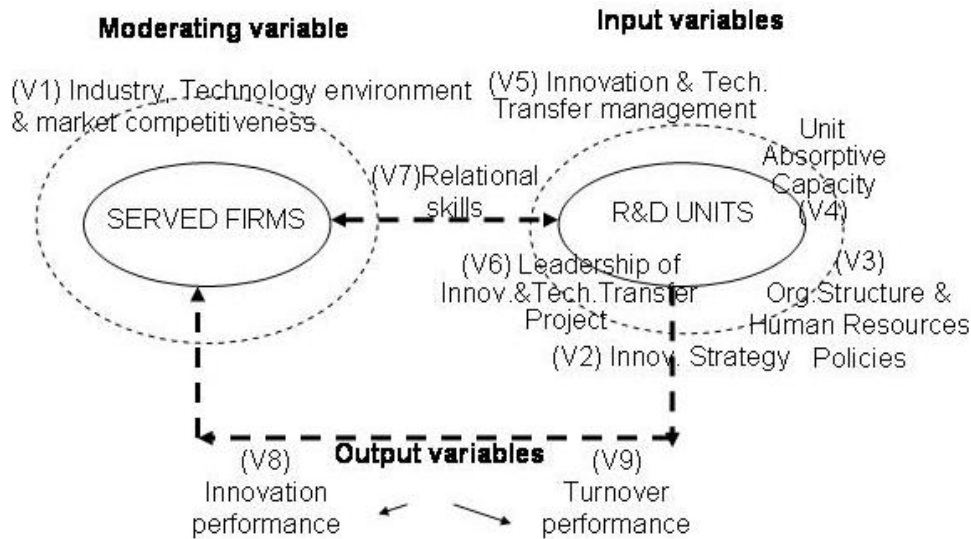 Moderating variable
Input variables
(V1) Industry, Technology environment
& market competitiveness
(V5) Innovation & Tech.
Transfer management
Unit
Absorptive
Capacity
(V4)
(V7)Relational
skills
SERVED FIRMS
R&D UNITS
(V6) Leadership of
Innov.&Tech.Transfer
Project
(V3)
Org.Structure &
Human Resources
Policies
(V2) Innov. Strategy
Output variables
(V8)
Innovation
performance
(V9)
Turnover
performance